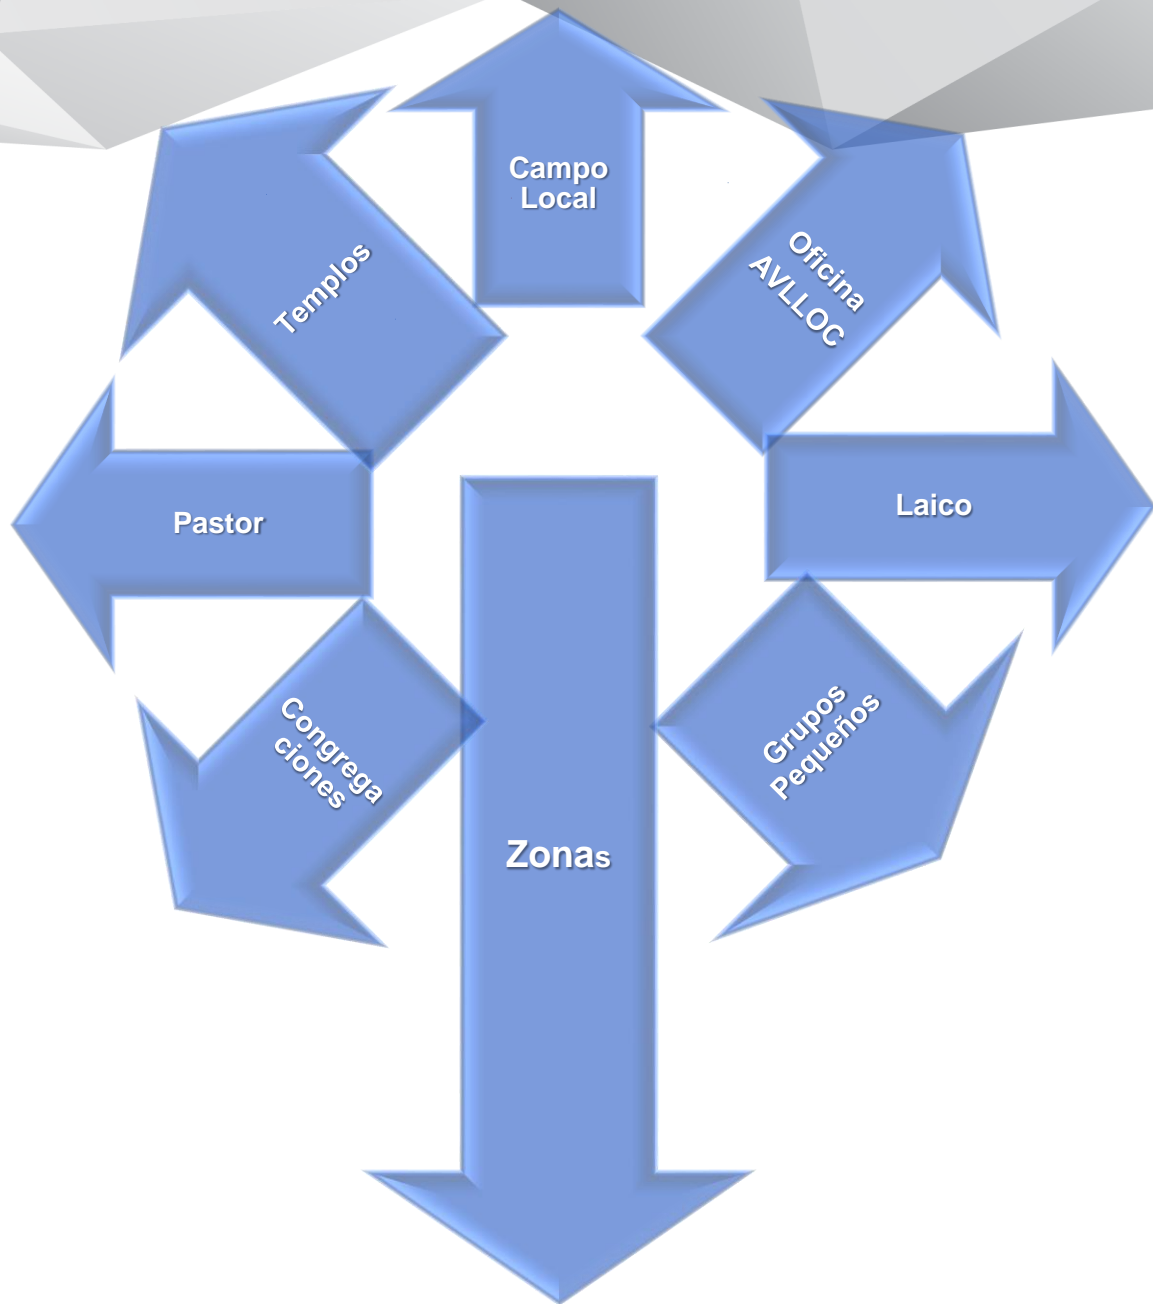 Campo
Local
Templos
Oficina
AVLLOC
Pastor
Laico
Congrega
ciones
Grupos
Pequeños
Zonas